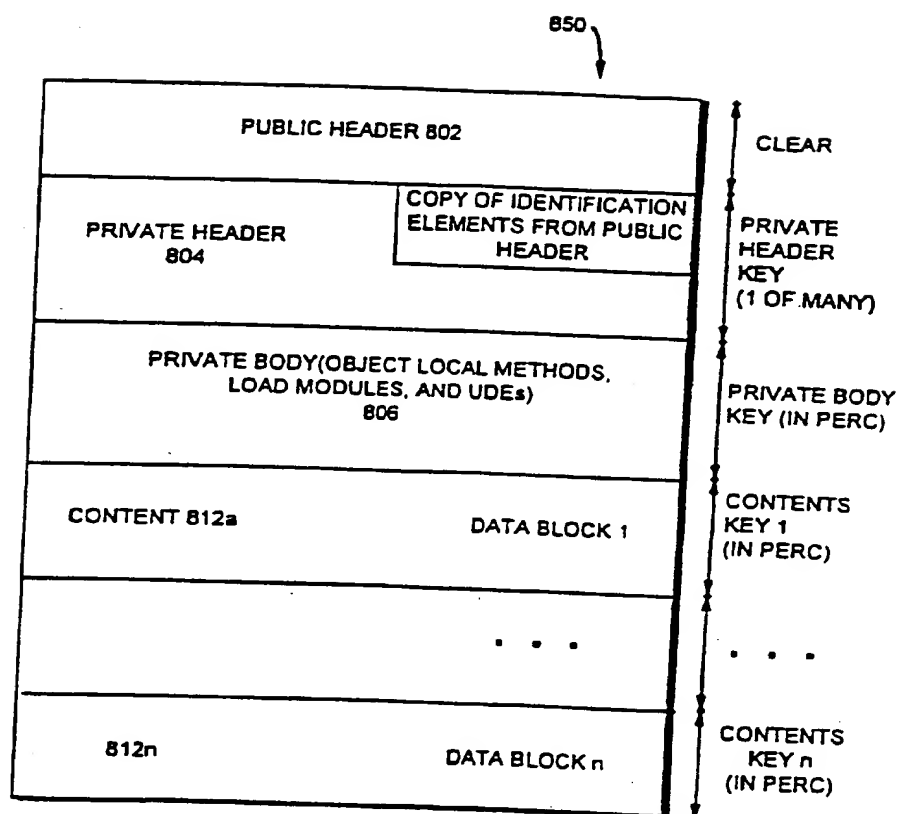 850
PUBLIC HEADER 802
CLEAR
PRIVATE HEADER
804
COPY OF IDENTIFICATION
ELEMENTS FROM PUBLIC
HEADER
PRIVATE
HEADER
KEY
(1 OF MANY)
PRIVATE BODY(OBJECT LOCAL METHODS,
LOAD MODULES, AND UDEs)
806
PRIVATE BODY
KEY (IN PERC)
CONTENT 812a
DATA BLOCK 1
CONTENTS
KEY 1
(IN PERC)
. . .
. . .
812n
DATA BLOCK n
CONTENTS
KEY n
(IN PERC)